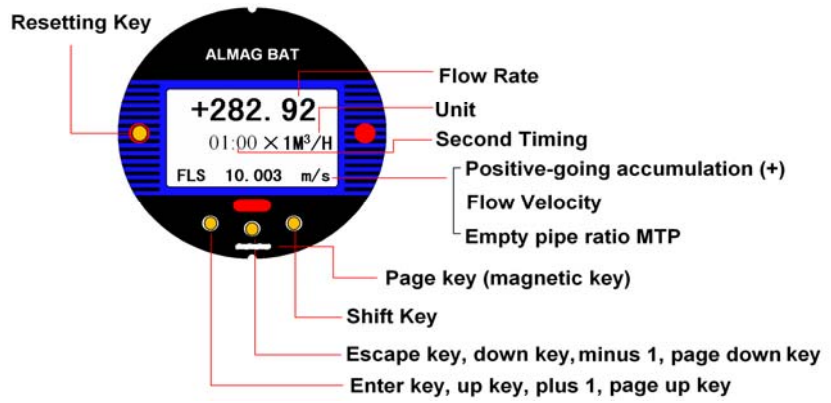 Resetting Key
ALMAG BAT
Flow Rate
+282.92
Unit
01:00 × 1M³/H
Second Timing
FLS 10.003 m/s
Positive-going accumulation (+)
Flow Velocity
Empty pipe ratio MTP
Page key (magnetic key)
Shift Key
Escape key, down key, minus 1, page down key
Enter key, up key, plus 1, page up key